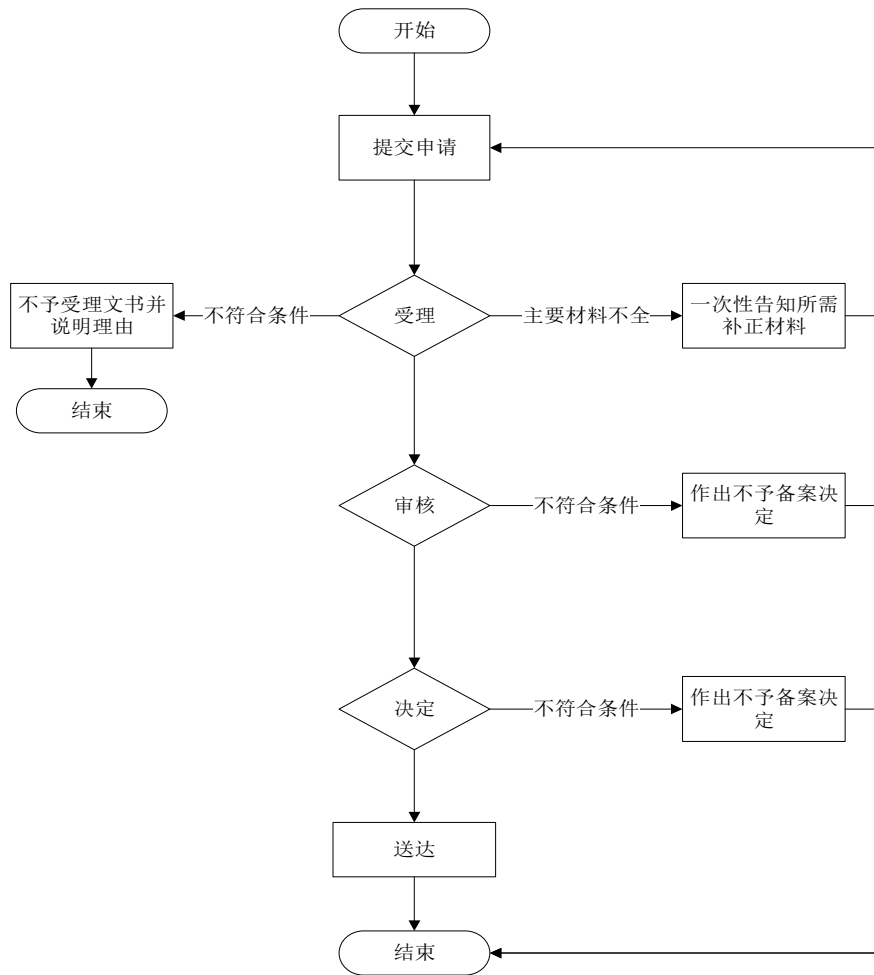 开始
提交申请
不予受理文书并
说明理由
不符合条件
受理
主要材料不全
一次性告知所需
补正材料
结束
审核
不符合条件
作出不予备案决
定
决定
不符合条件
作出不予备案决
定
送达
结束